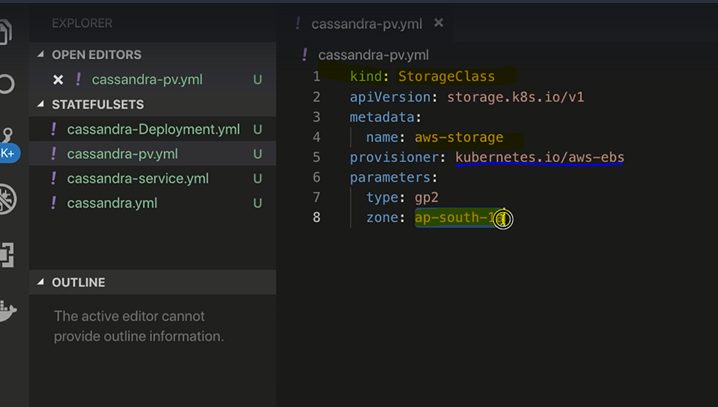 EXPLORER
OPEN EDITORS
cassandra-pv.yml U
STATEFULSETS
cassandra-Deployment.yml U
cassandra-pv.yml U
cassandra-service.yml U
cassandra.yml U
OUTLINE
The active editor cannot
provide outline information.
K+
! cassandra-pv.yml ×
! cassandra-pv.yml
1 kind: StorageClass
2 apiVersion: storage.k8s.io/v1
3 metadata:
4 name: aws-storage
5 provisioner: kubernetes.io/aws-ebs
6 parameters:
7 type: gp2
8 zone: ap-south-1